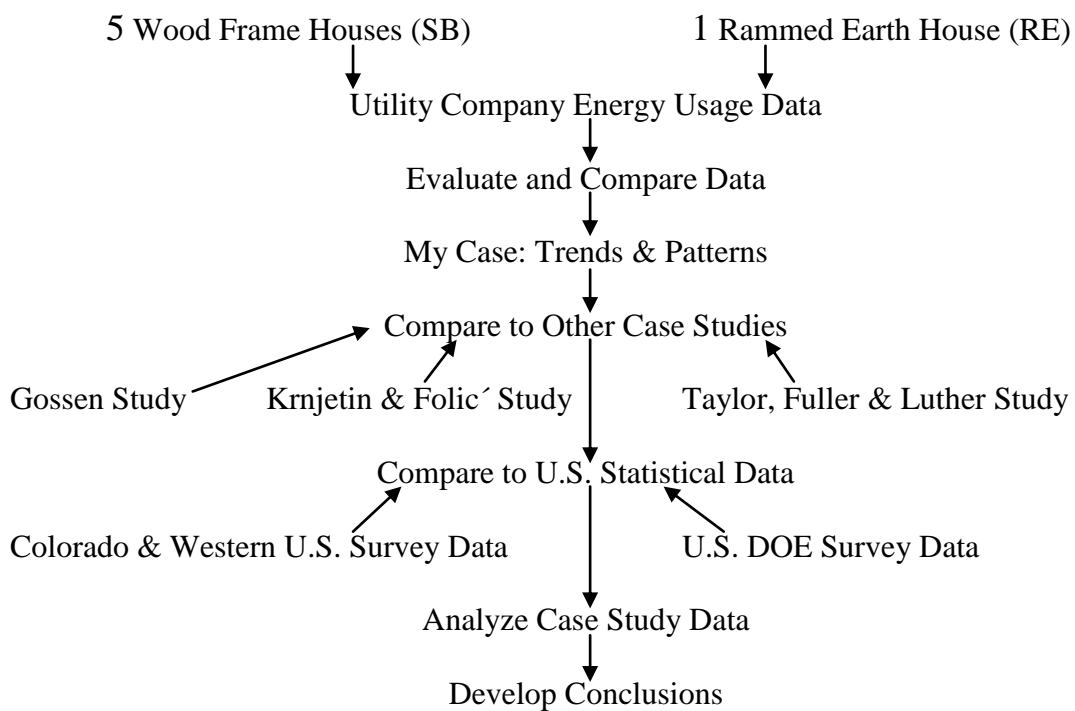 5 Wood Frame Houses (SB) 1 Rammed Earth House (RE)
Utility Company Energy Usage Data
Evaluate and Compare Data
My Case: Trends & Patterns
Compare to Other Case Studies
Gossen Study Krnjetin & Folic´ Study Taylor, Fuller & Luther Study
Compare to U.S. Statistical Data
Colorado & Western U.S. Survey Data U.S. DOE Survey Data
Analyze Case Study Data
Develop Conclusions